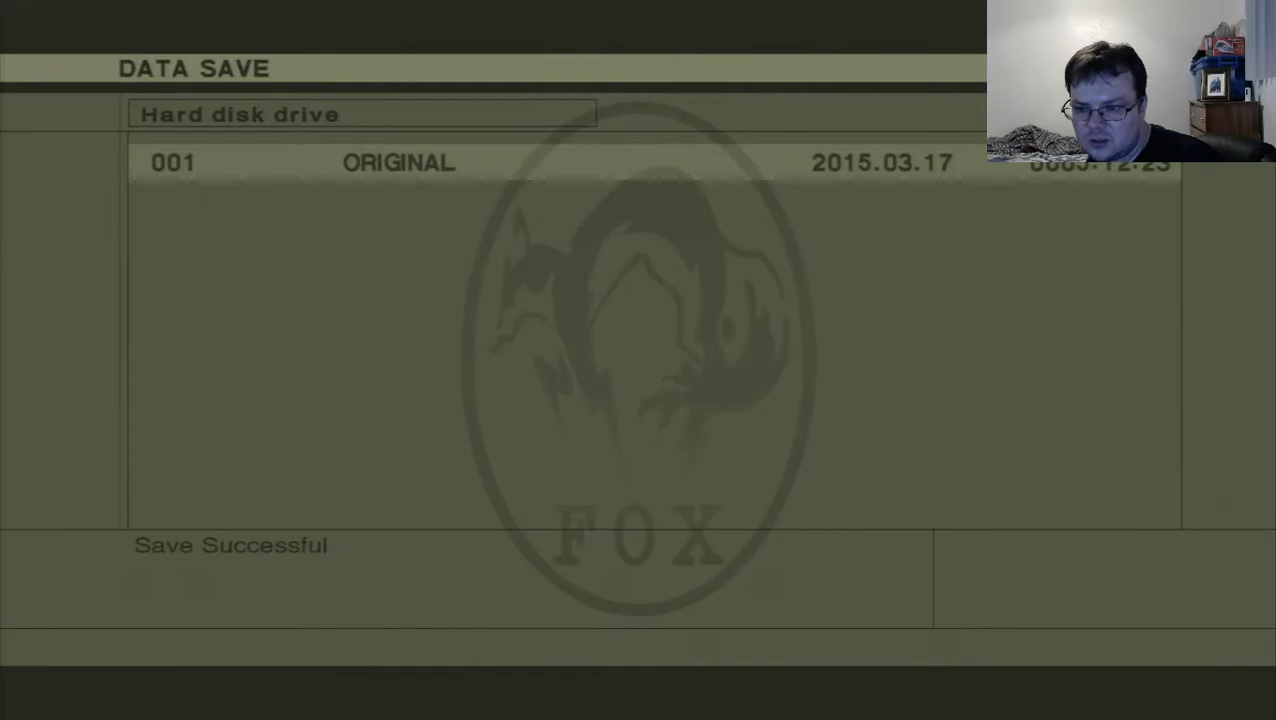 DATA SAVE
Hard disk drive
001 ORIGINAL 2015.03.17
FOX
Save Successful